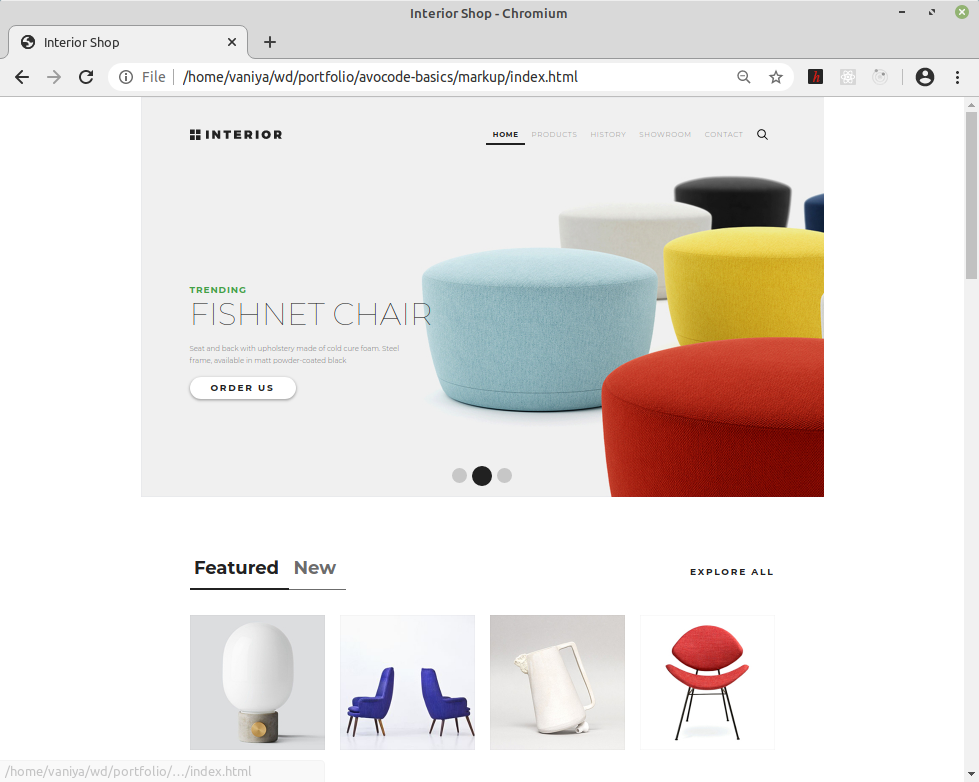 Interior Shop - Chromium
Interior Shop
File /home/vaniya/wd/portfolio/avocode-basics/markup/index.html
INTERIOR
HOME PRODUCTS HISTORY SHOWROOM CONTACT
TRENDING
FISHNET CHAIR
Seat and back with upholstery made of cold cure foam. Steel
frame, available in matt powder-coated black
ORDER US
Featured New
EXPLORE ALL
/home/vaniya/wd/portfolio/…/index.html